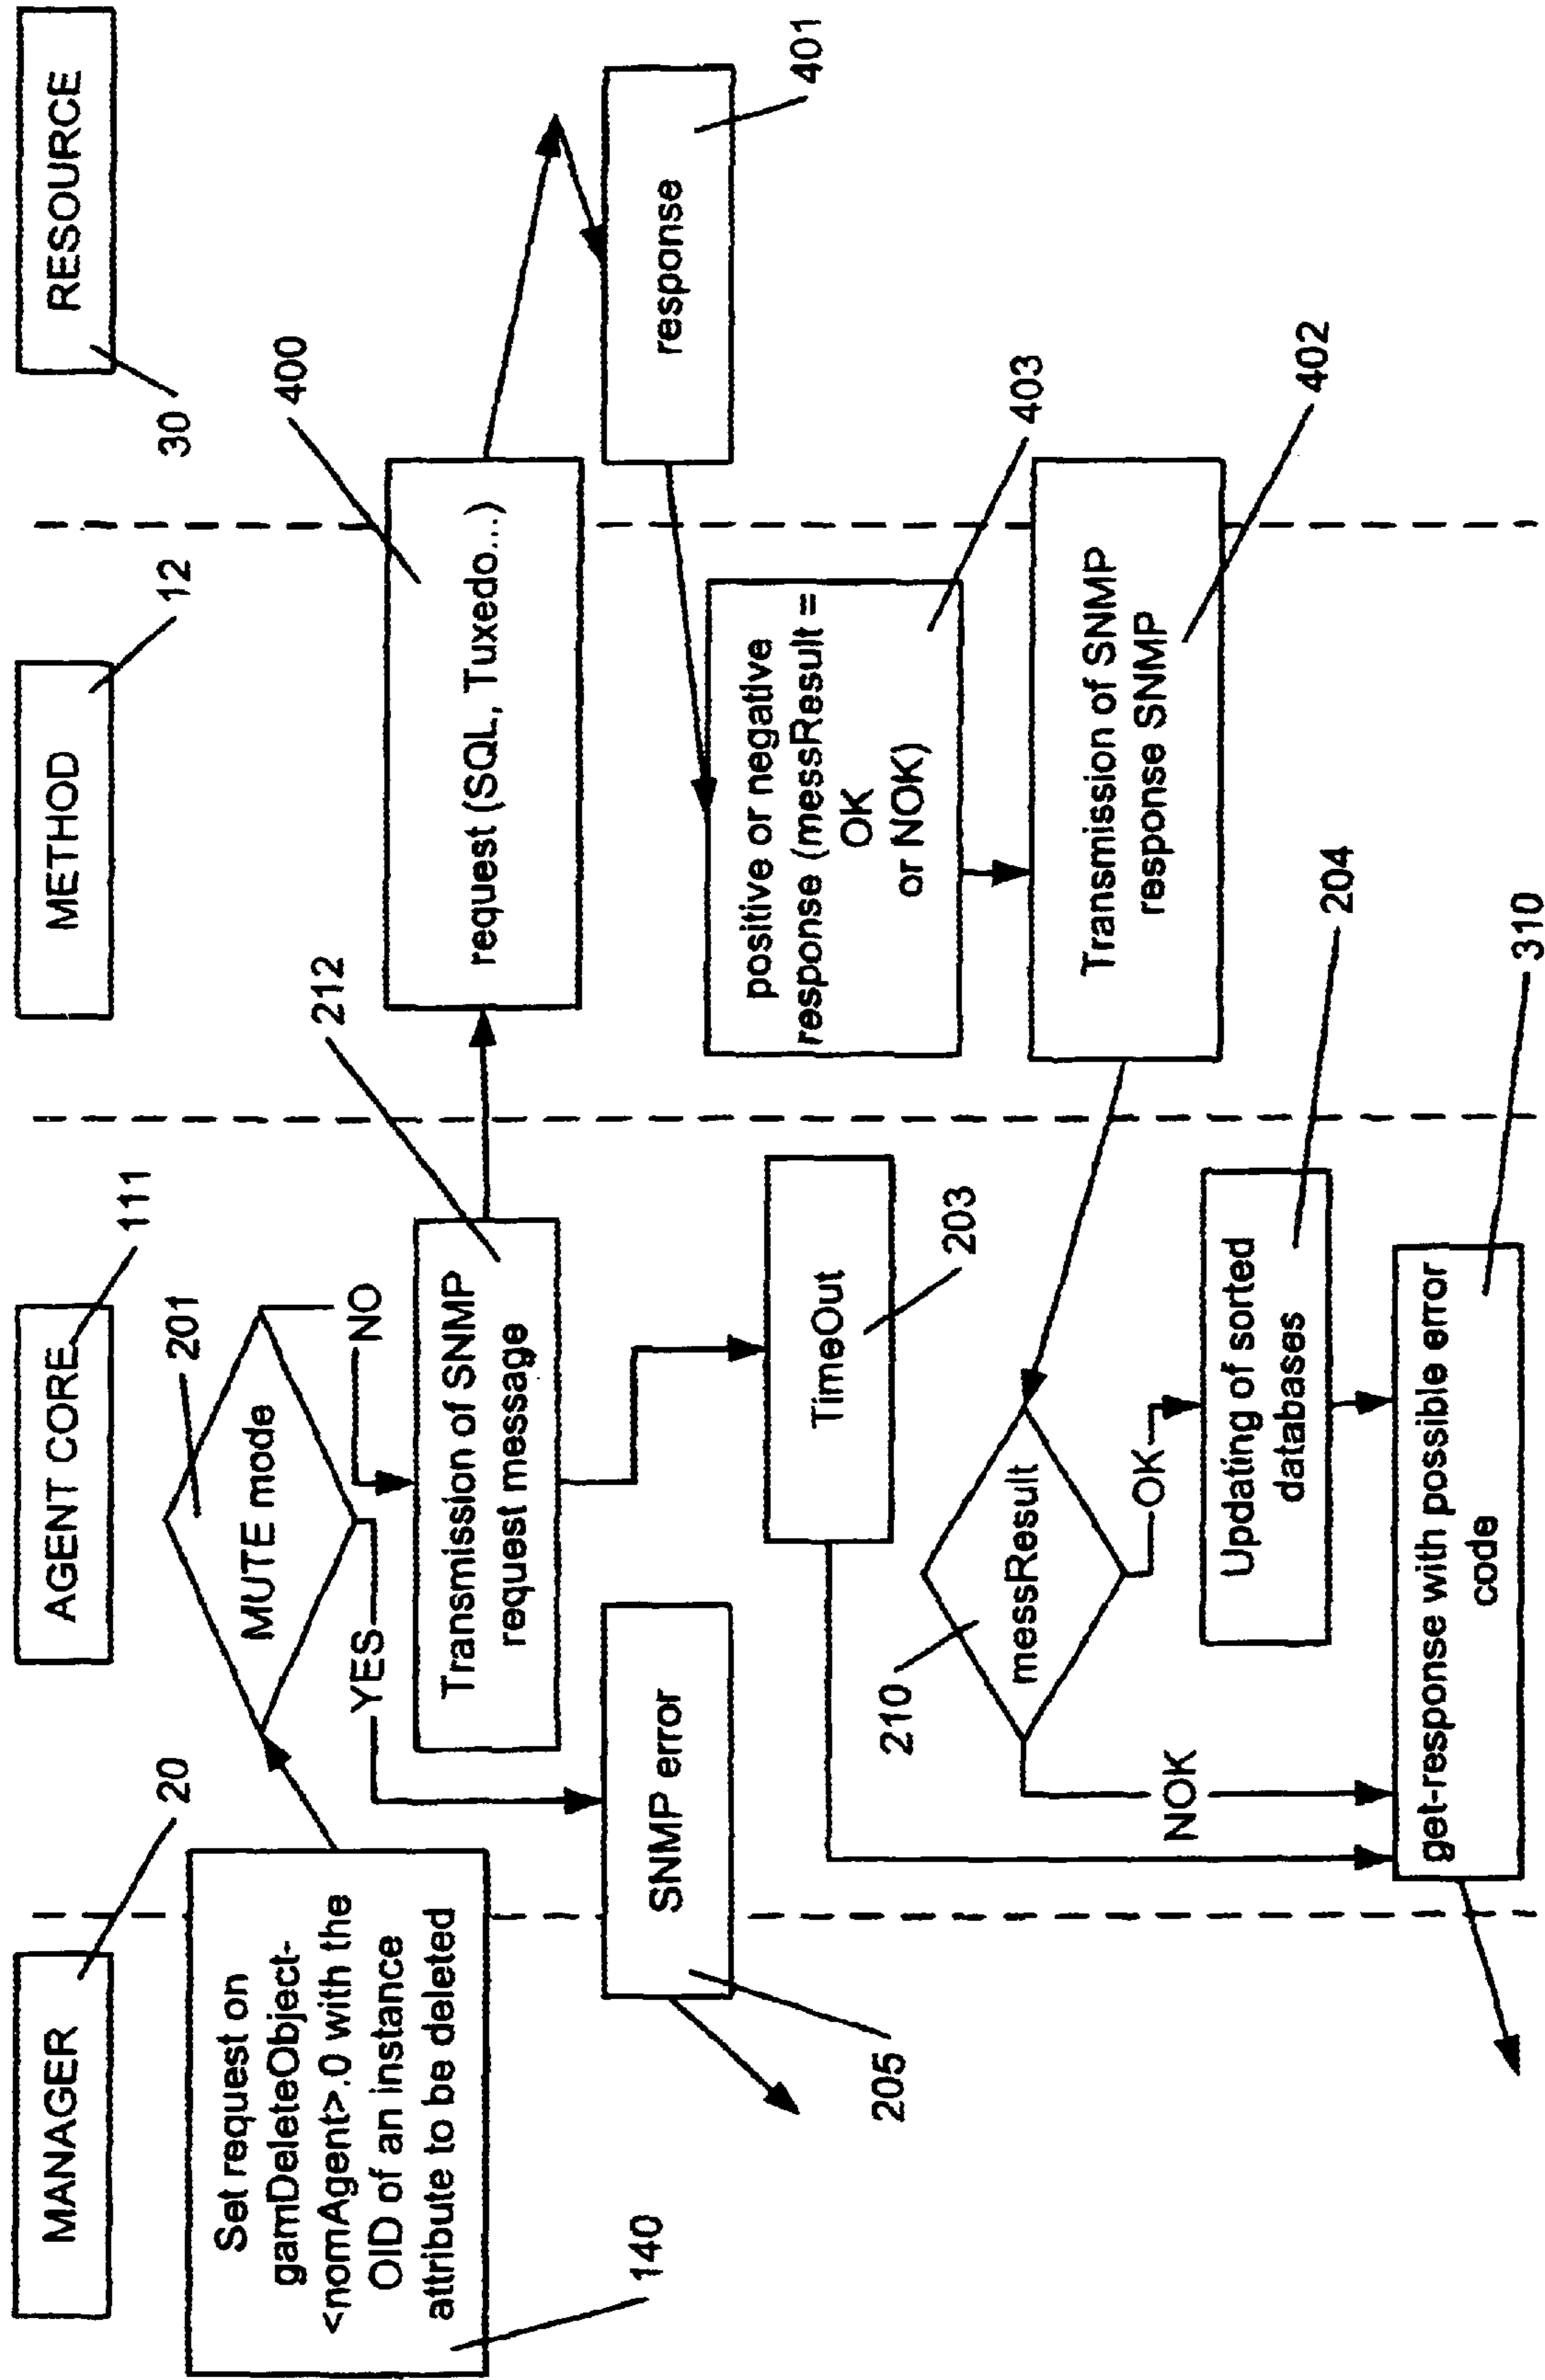 MANAGER
20
AGENT CORE
111
METHOD
12
RESOURCE
30
Set request on
gamDeleteObject-
<nomAgent>.0 with the
OID of an instance
attribute to be deleted
140
MUTE mode
201
YES
NO
Transmission of SNMP
request message
212
request (SQL, Tuxedo...)
400
response
401
SNMP error
205
TimeOut
203
positive or negative
response (messResult =
OK
or NOK)
403
Transmission of SNMP
response SNMP
402
messResult
210
OK
NOK
Updating of sorted
databases
204
get-response with possible error
code
310